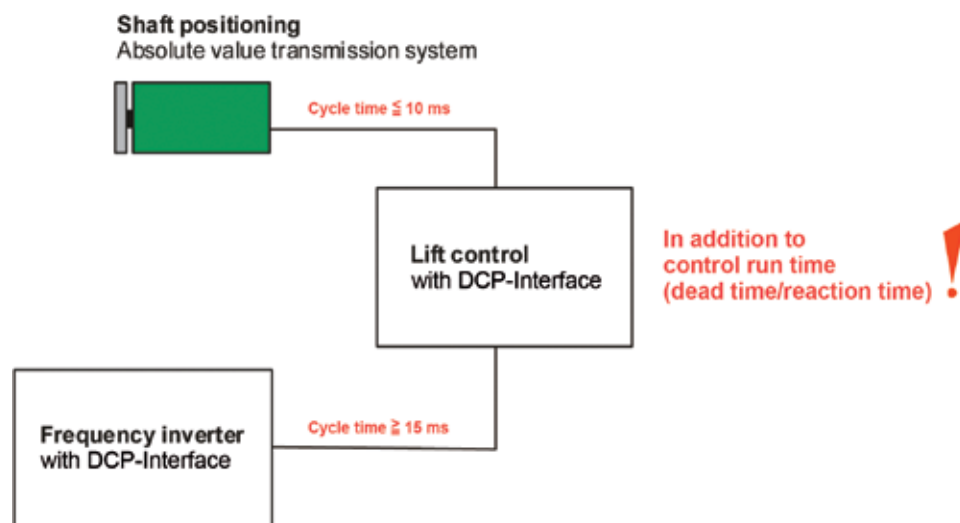 Shaft positioning
Absolute value transmission system
Cycle time ≦ 10 ms
Lift control
with DCP-Interface
In addition to
control run time
(dead time/reaction time)
!
Frequency inverter
with DCP-Interface
Cycle time ≧ 15 ms